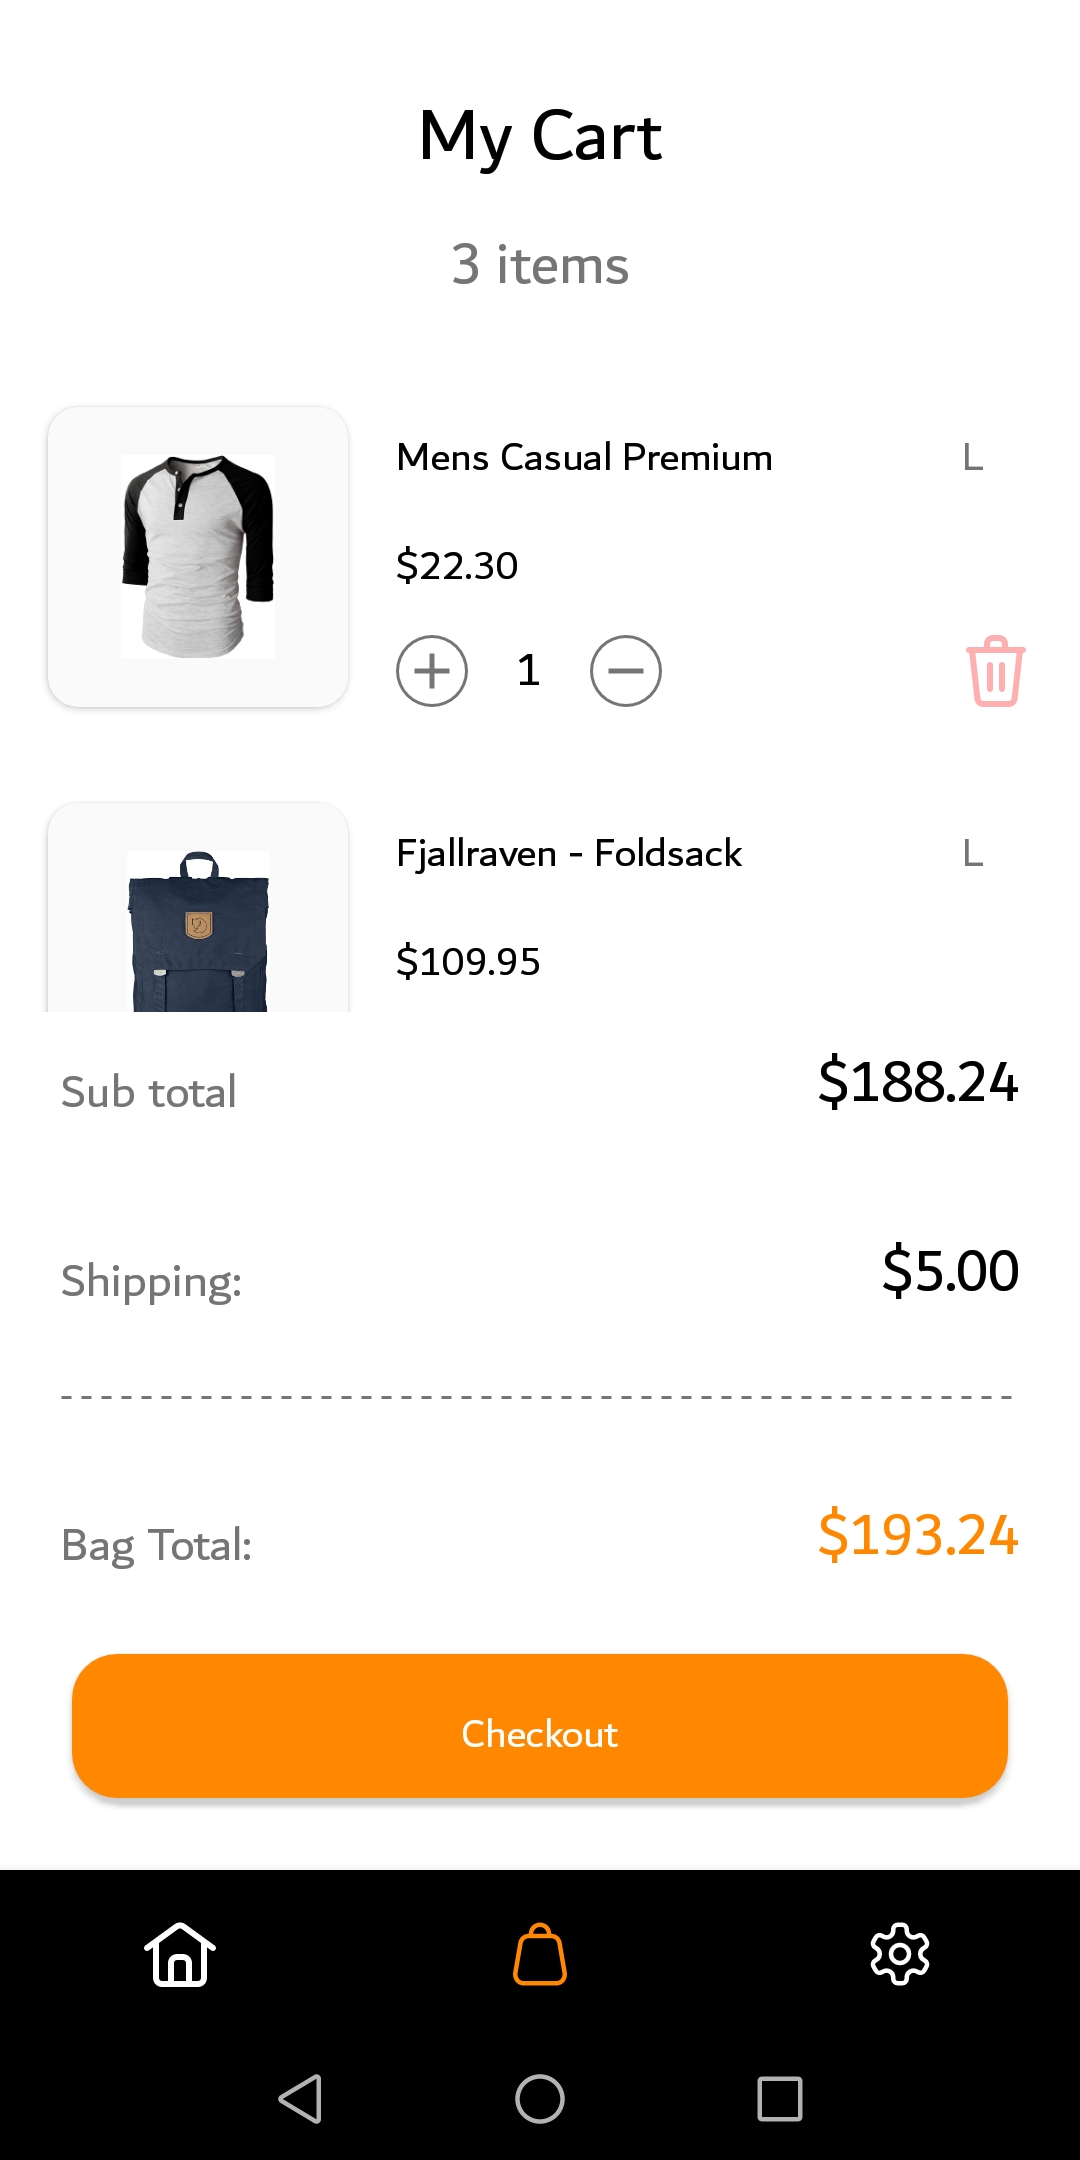 My Cart
3 items
Mens Casual Premium L
$22.30
1
Fjallraven - Foldsack L
$109.95
Sub total $188.24
Shipping: $5.00
Bag Total: $193.24
Checkout